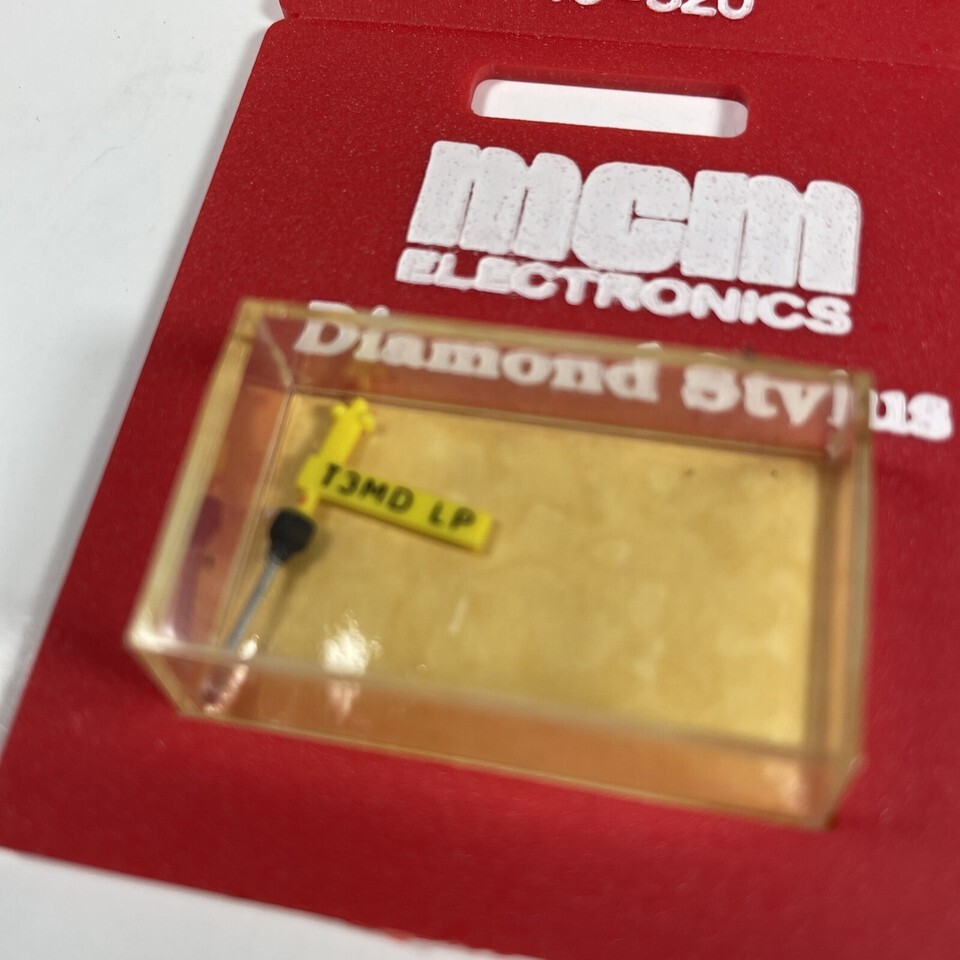 mcm
ELECTRONICS
Diamond Stylus
T3MD LP